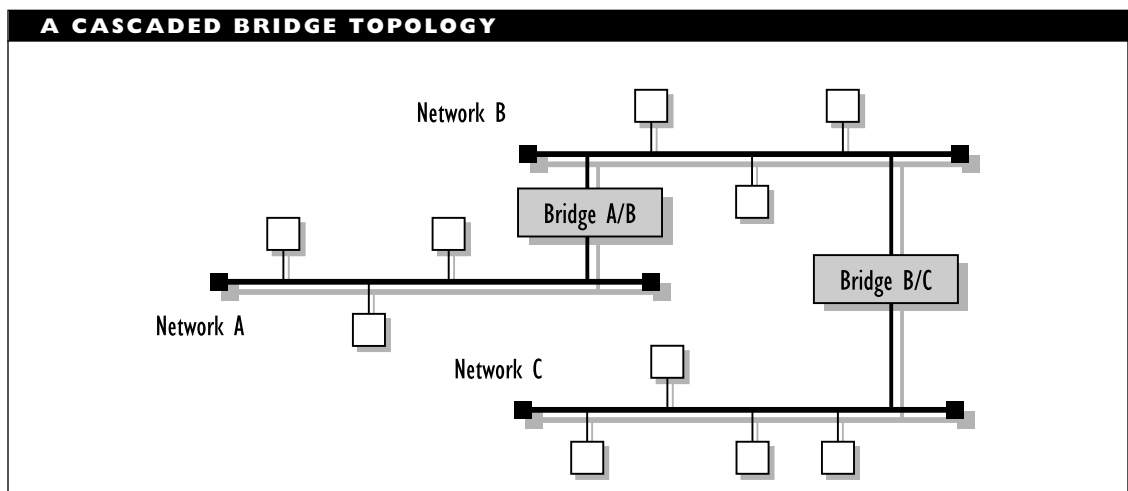 A CASCADED BRIDGE TOPOLOGY
Network B
Bridge A/B
Bridge B/C
Network A
Network C